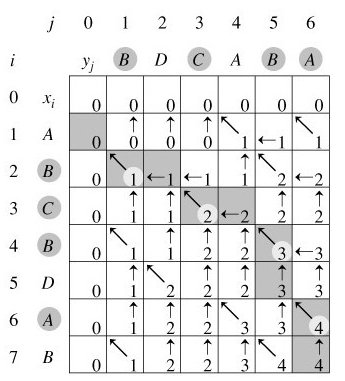 j 0 1 2 3 4 5 6
i y_j B D C A B A
0 x_i 0 0 0 0 0 0 0
1 A 0 ↑0 ↑0 ↑0 ↖1 ←1 ↖1
2 B 0 ↖1 ←1 ←1 ↑1 ↖2 ←2
3 C 0 ↑1 ↑1 ↖2 ←2 ↑2 ↑2
4 B 0 ↖1 ↑1 ↑2 ↑2 ↖3 ←3
5 D 0 ↑1 ↖2 ↑2 ↑2 ↑3 ↑3
6 A 0 ↑1 ↑2 ↑2 ↖3 ↑3 ↖4
7 B 0 ↖1 ↑2 ↑2 ↑3 ↖4 ↑4